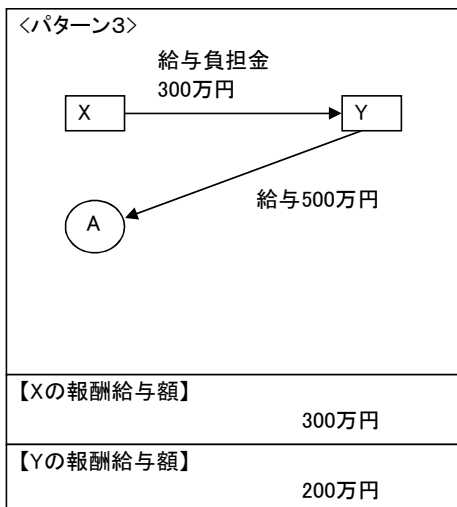 <パターン3>
給与負担金
300万円
X
Y
給与500万円
A
【Xの報酬給与額】
300万円
【Yの報酬給与額】
200万円